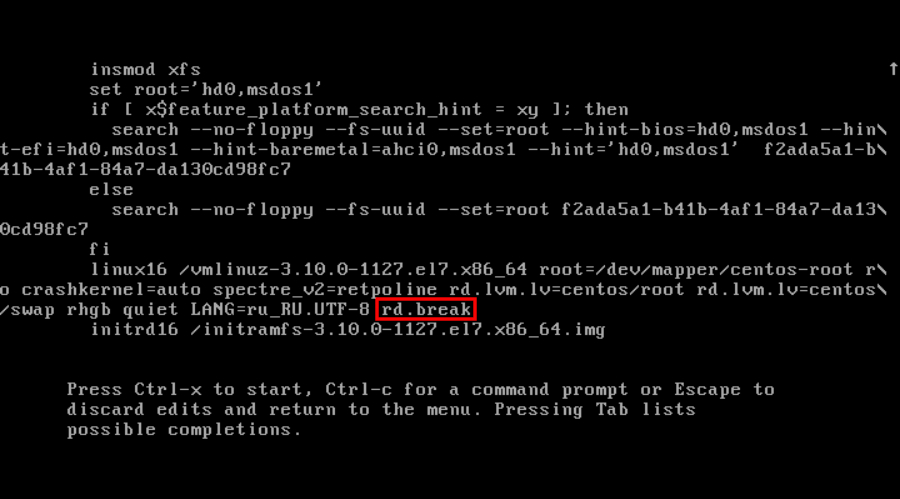 insmod xfs
set root='hd0,msdos1'
if [ x$feature_platform_search_hint = xy ]; then
search --no-floppy --fs-uuid --set=root --hint-bios=hd0,msdos1 --hin\
t-efi=hd0,msdos1 --hint-baremetal=ahci0,msdos1 --hint='hd0,msdos1'  f2ada5a1-b\
41b-4af1-84a7-da130cd98fc7
else
search --no-floppy --fs-uuid --set=root f2ada5a1-b41b-4af1-84a7-da13\
0cd98fc7
fi
linux16 /vmlinuz-3.10.0-1127.el7.x86_64 root=/dev/mapper/centos-root r\
o crashkernel=auto spectre_v2=retpoline rd.lvm.lv=centos/root rd.lvm.lv=centos\
/swap rhgb quiet LANG=ru_RU.UTF-8 rd.break
initrd16 /initramfs-3.10.0-1127.el7.x86_64.img
Press Ctrl-x to start, Ctrl-c for a command prompt or Escape to
discard edits and return to the menu. Pressing Tab lists
possible completions.